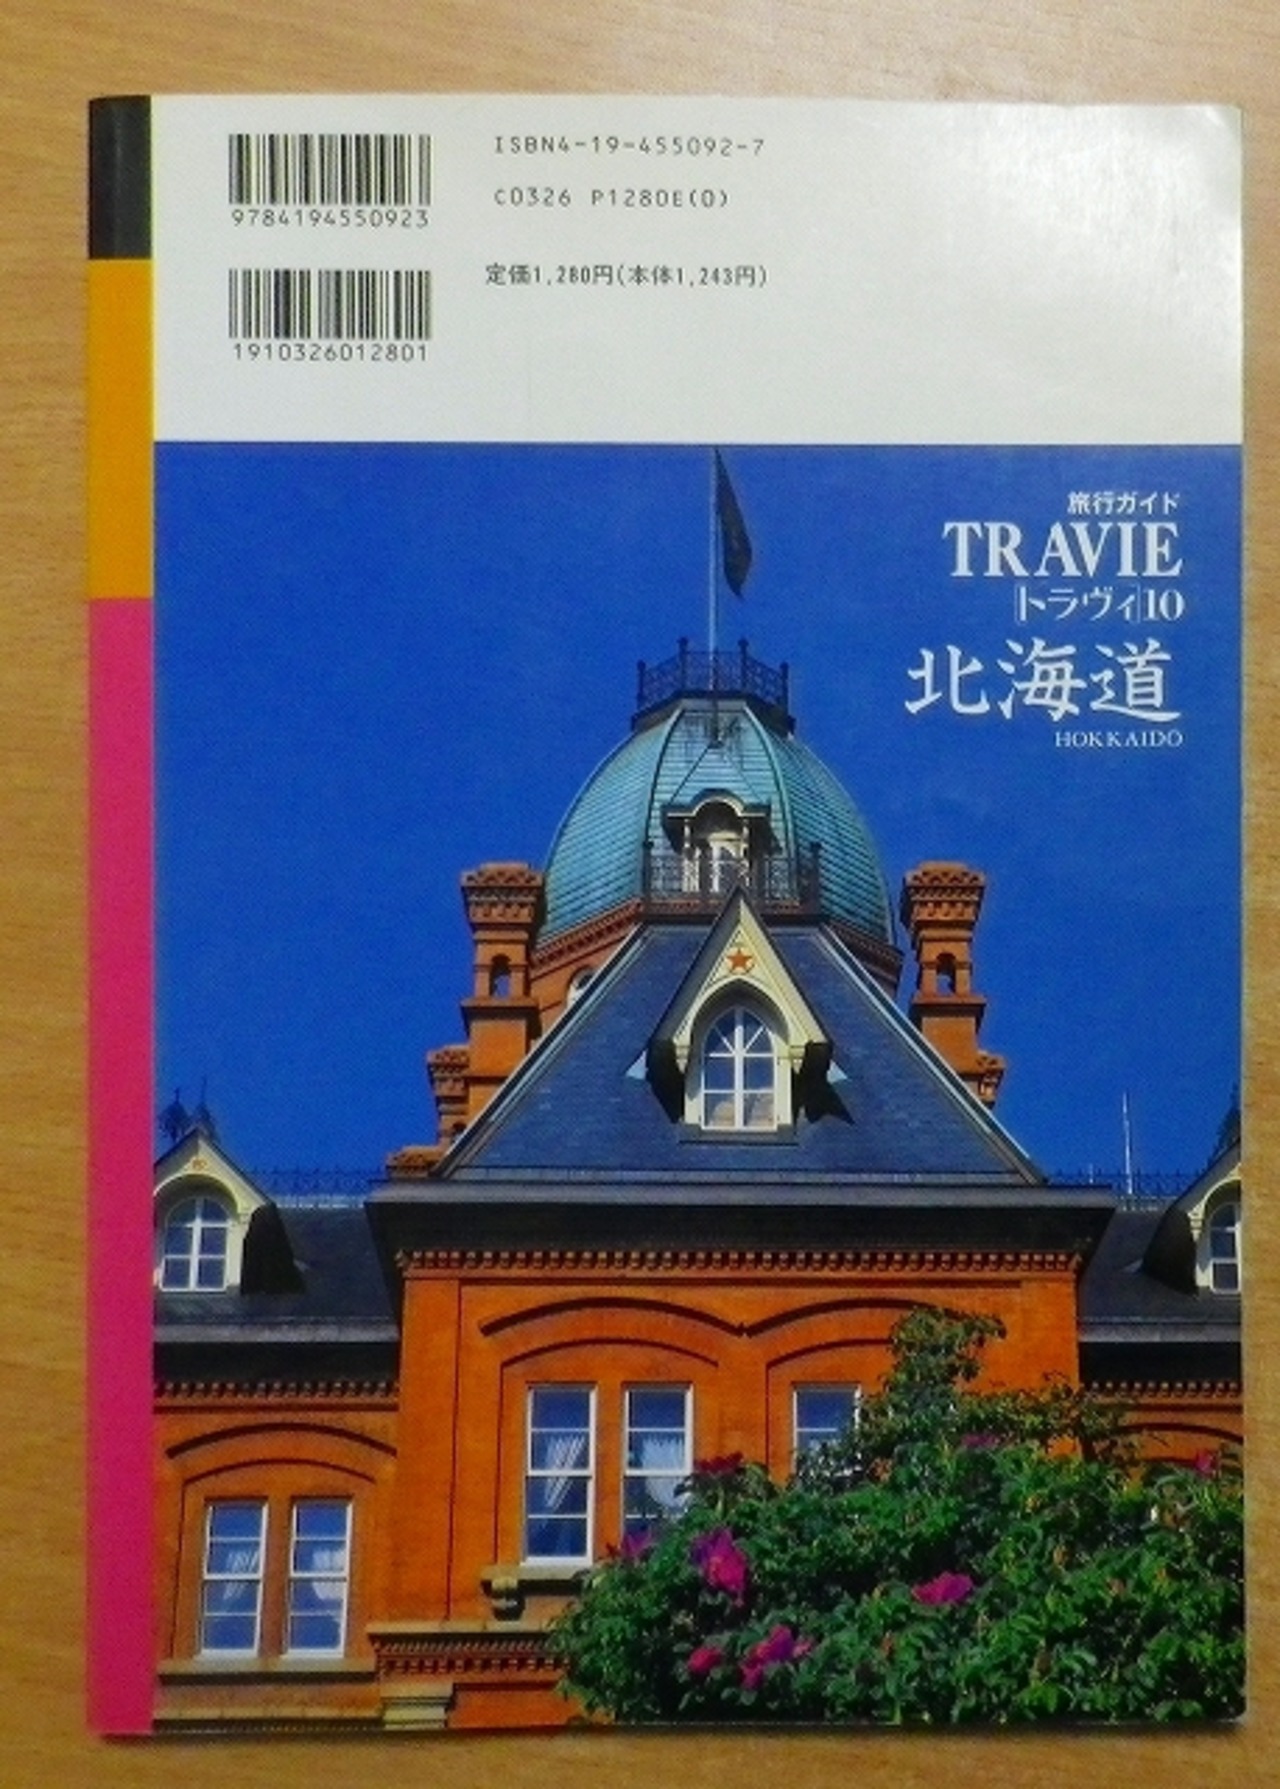 ISBN4-19-455092-7
C0326 P1280E(0)
9784194550923
定価1,280円(本体1,243円)
1910326012801
旅行ガイド
TRAVIE
[トラヴィ]10
北海道
HOKKAIDO